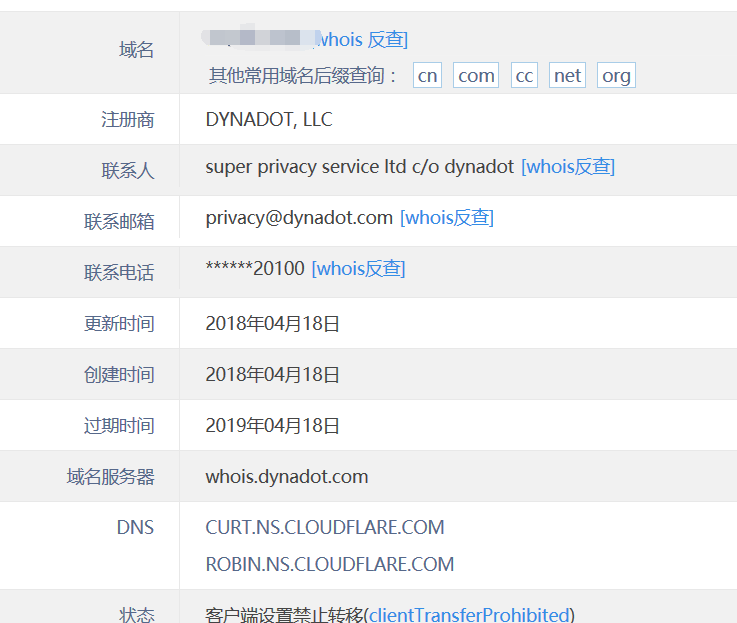 域名
whois 反查]
其他常用域名后缀查询： cn com cc net org
注册商 DYNADOT, LLC
联系人 super privacy service ltd c/o dynadot [whois反查]
联系邮箱 privacy@dynadot.com [whois反查]
联系电话 ******20100 [whois反查]
更新时间 2018年04月18日
创建时间 2018年04月18日
过期时间 2019年04月18日
域名服务器 whois.dynadot.com
DNS CURT.NS.CLOUDFLARE.COM
ROBIN.NS.CLOUDFLARE.COM
状态 客户端设置禁止转移(clientTransferProhibited)